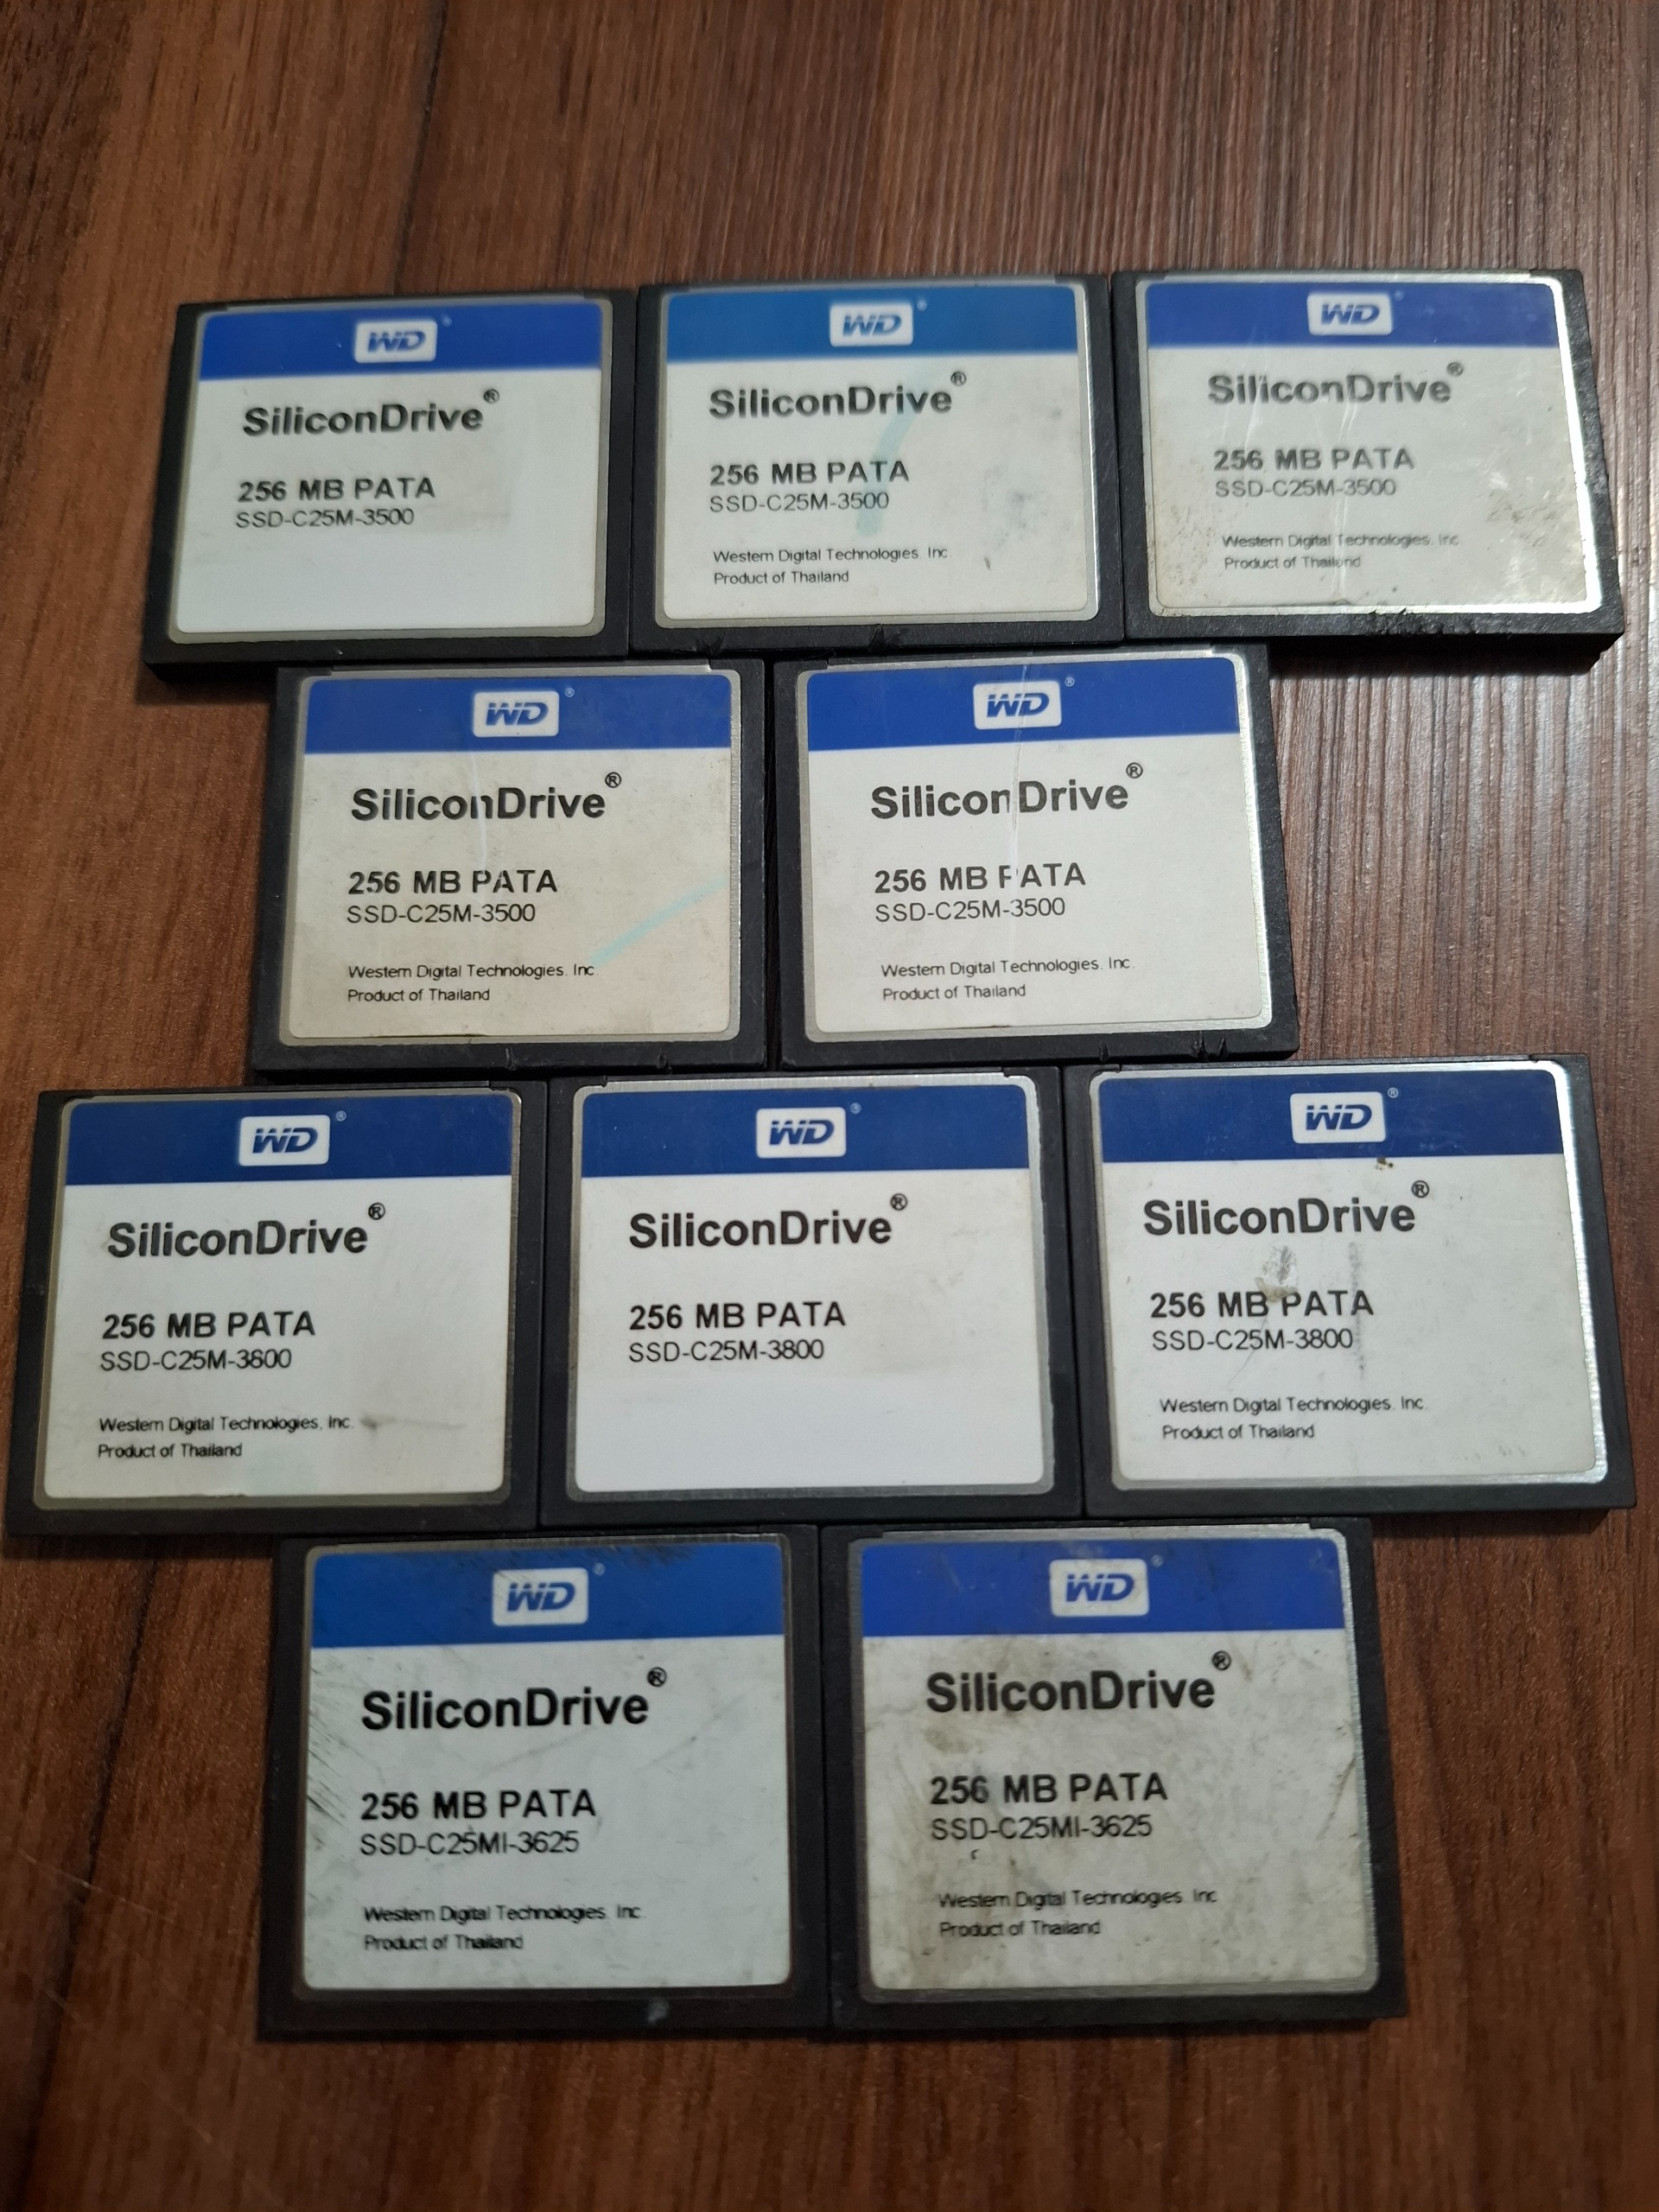 WD®
SiliconDrive®
256 MB PATA
SSD-C25M-3500
WD®
SiliconDrive®
256 MB PATA
SSD-C25M-3500
Western Digital Technologies. Inc
Product of Thailand
WD®
SiliconDrive®
256 MB PATA
SSD-C25M-3500
Western Digital Technologies. Inc
Product of Thailand
WD®
SiliconDrive®
256 MB PATA
SSD-C25M-3500
Western Digital Technologies. Inc
Product of Thailand
WD®
SiliconDrive®
256 MB PATA
SSD-C25M-3500
Western Digital Technologies. Inc.
Product of Thailand
WD®
SiliconDrive®
256 MB PATA
SSD-C25M-3800
Western Digital Technologies, Inc.
Product of Thailand
WD®
SiliconDrive®
256 MB PATA
SSD-C25M-3800
WD®
SiliconDrive®
256 MB PATA
SSD-C25M-3800
Western Digital Technologies. Inc
Product of Thailand
WD®
SiliconDrive®
256 MB PATA
SSD-C25MI-3625
Western Digital Technologies. Inc.
Product of Thailand
WD®
SiliconDrive®
256 MB PATA
SSD-C25MI-3625
Western Digital Technologies. Inc
Product of Thailand